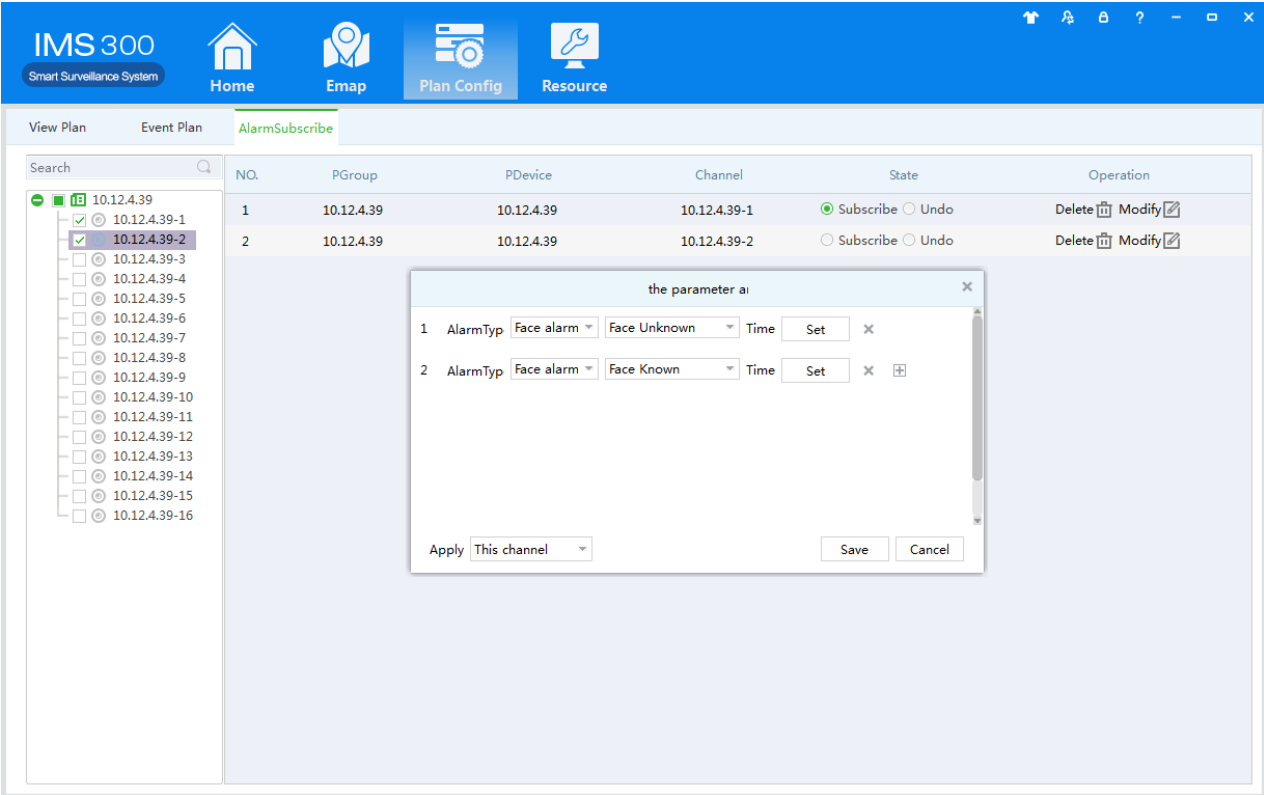 IMS 300
Smart Surveillance System
Home
Emap
Plan Config
Resource
?
View Plan
Event Plan
AlarmSubscribe
Search
10.12.4.39
10.12.4.39-1
10.12.4.39-2
10.12.4.39-3
10.12.4.39-4
10.12.4.39-5
10.12.4.39-6
10.12.4.39-7
10.12.4.39-8
10.12.4.39-9
10.12.4.39-10
10.12.4.39-11
10.12.4.39-12
10.12.4.39-13
10.12.4.39-14
10.12.4.39-15
10.12.4.39-16
NO. PGroup PDevice Channel State Operation
1 10.12.4.39 10.12.4.39 10.12.4.39-1 Subscribe Undo Delete Modify
2 10.12.4.39 10.12.4.39 10.12.4.39-2 Subscribe Undo Delete Modify
the parameter
1 AlarmTyp Face alarm Face Unknown Time Set
2 AlarmTyp Face alarm Face Known Time Set
Apply This channel Save Cancel